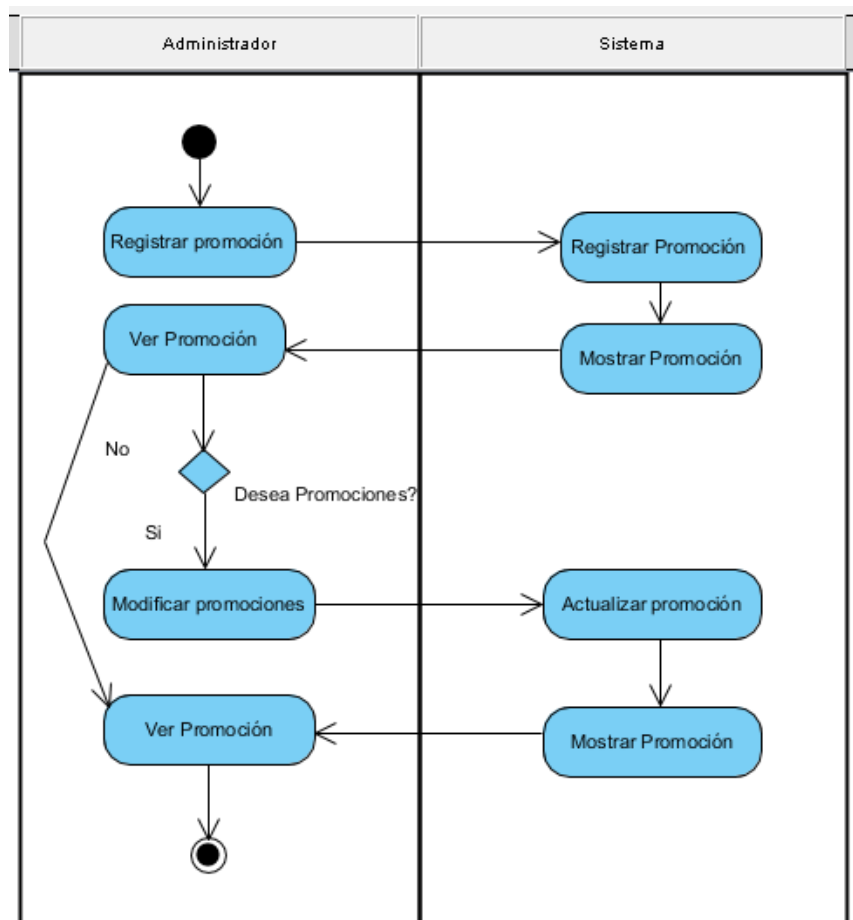 Administrador
Sistema
Registrar promoción
Registrar Promoción
Ver Promoción
Mostrar Promoción
No
Desea Promociones?
Si
Modificar promociones
Actualizar promoción
Ver Promoción
Mostrar Promoción